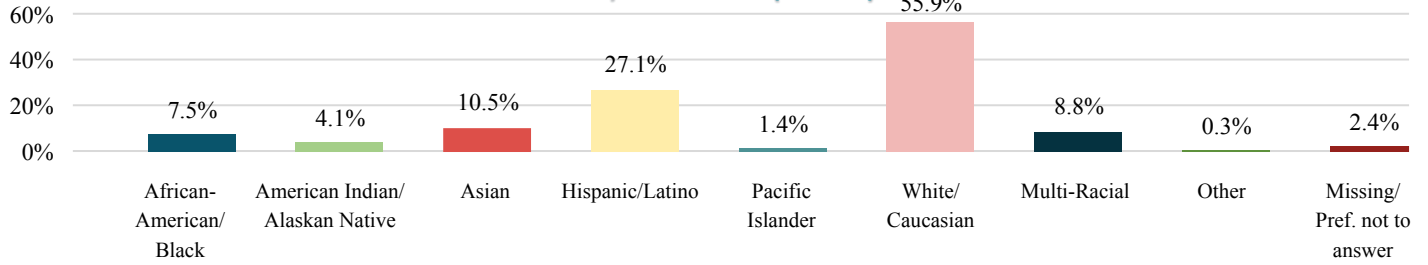 60%
55.9%
40%
27.1%
20%
7.5%
4.1%
10.5%
1.4%
8.8%
0.3%
2.4%
0%
African-
American/
Black
American Indian/
Alaskan Native
Asian
Hispanic/Latino
Pacific
Islander
White/
Caucasian
Multi-Racial
Other
Missing/
Pref. not to
answer